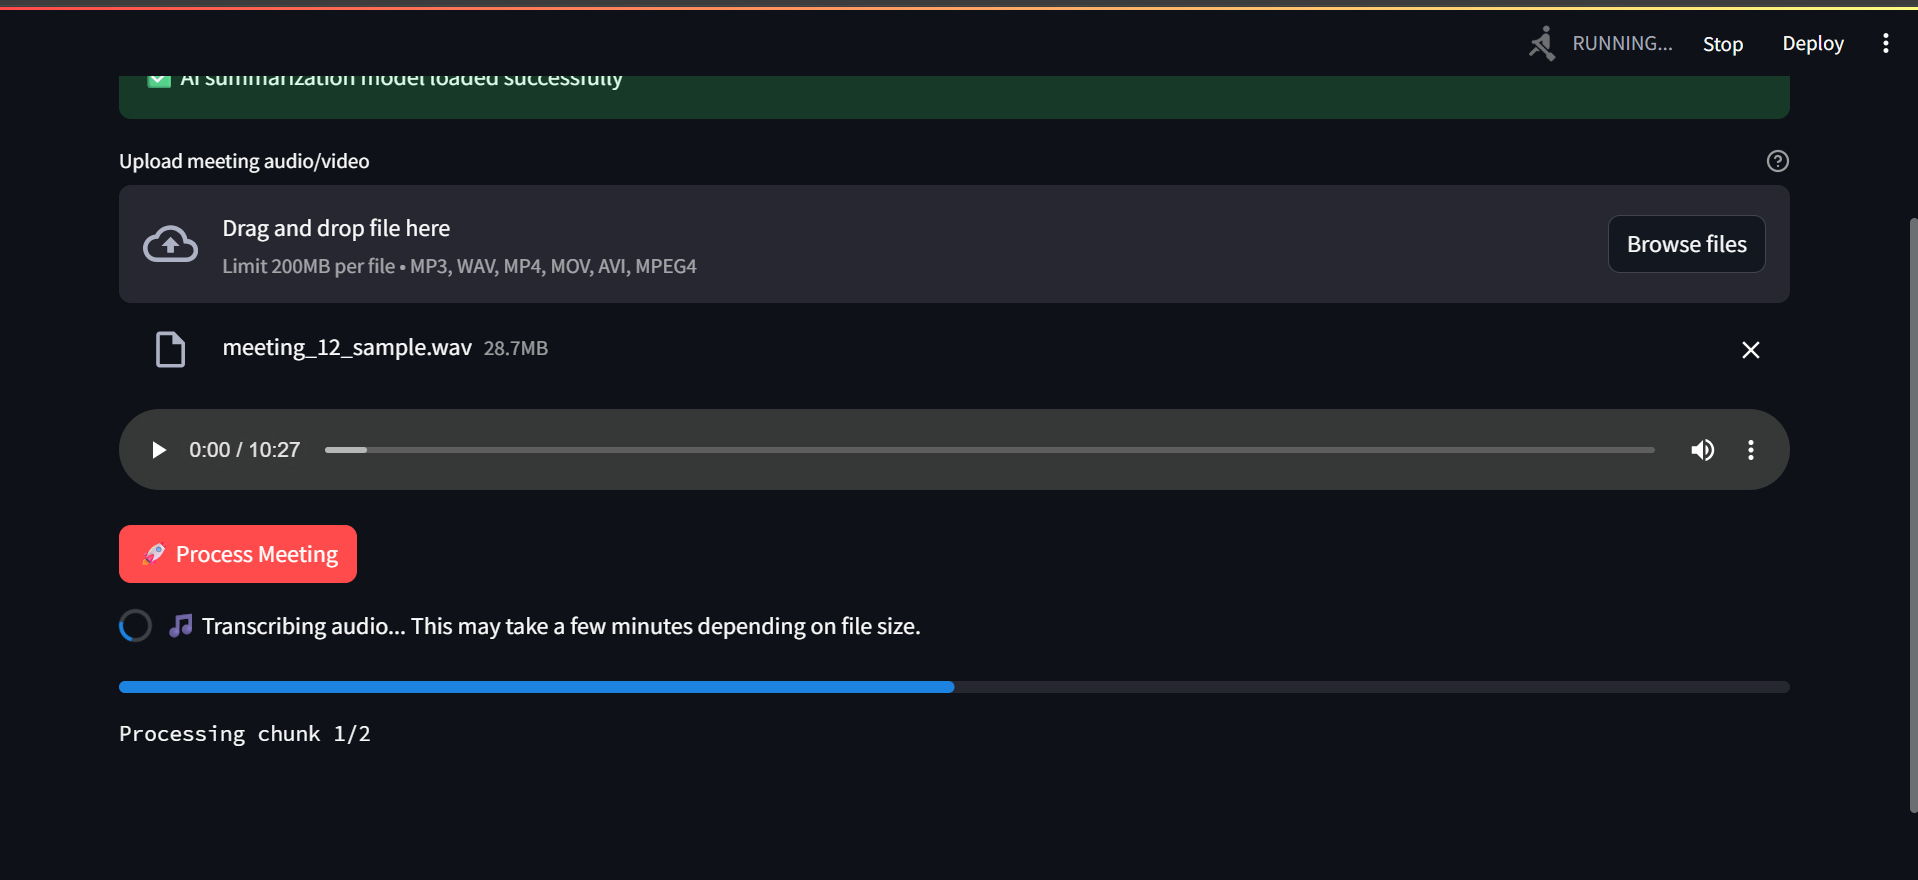 RUNNING... Stop Deploy
AI summarization model loaded successfully
Upload meeting audio/video
Drag and drop file here
Limit 200MB per file • MP3, WAV, MP4, MOV, AVI, MPEG4
Browse files
meeting_12_sample.wav 28.7MB
0:00 / 10:27
Process Meeting
Transcribing audio... This may take a few minutes depending on file size.
Processing chunk 1/2